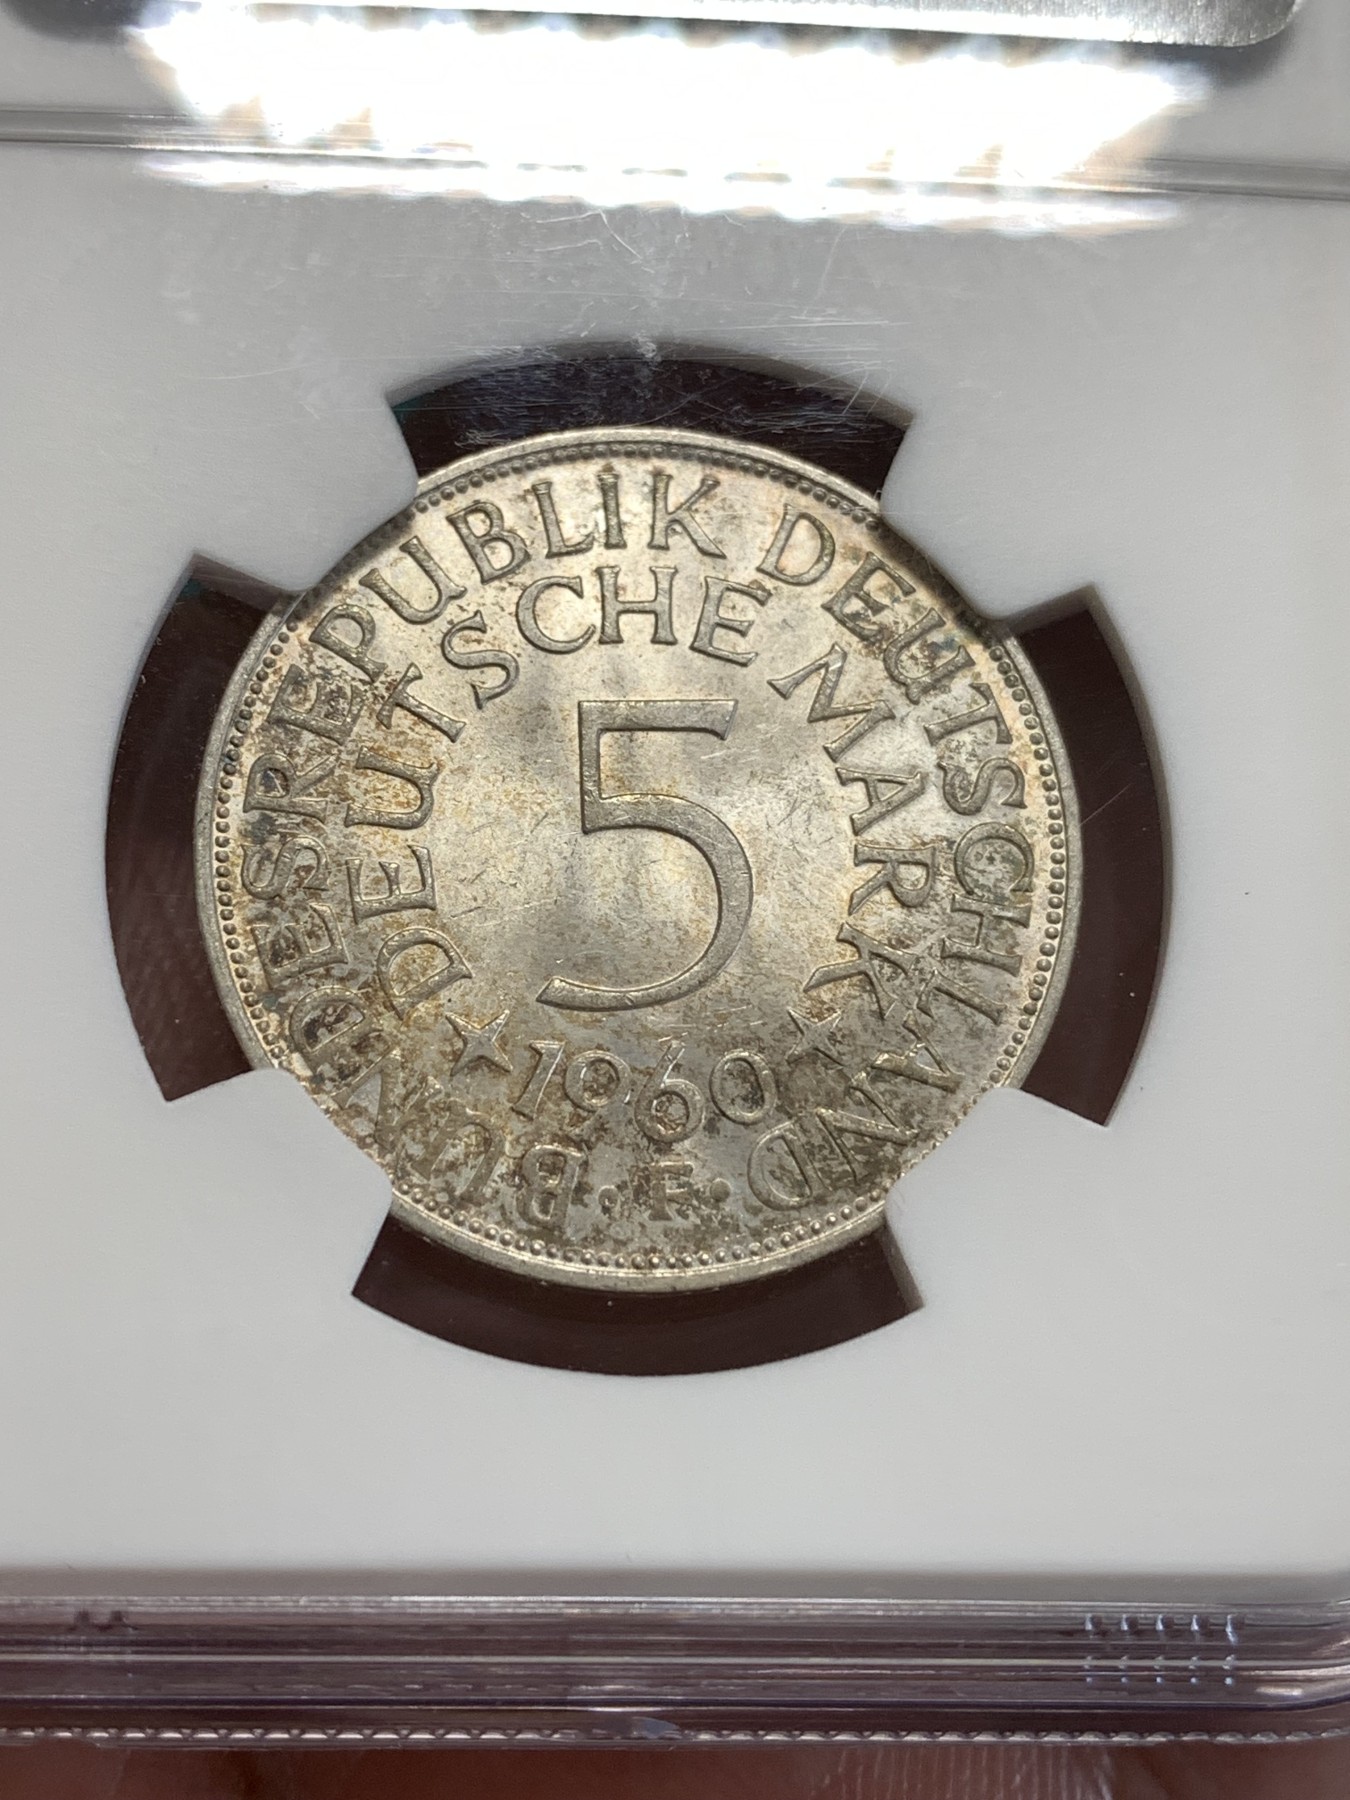 BUNDESREPUBLIK DEUTSCHLAND
DEUTSCHE MARK
5
1960
· F ·